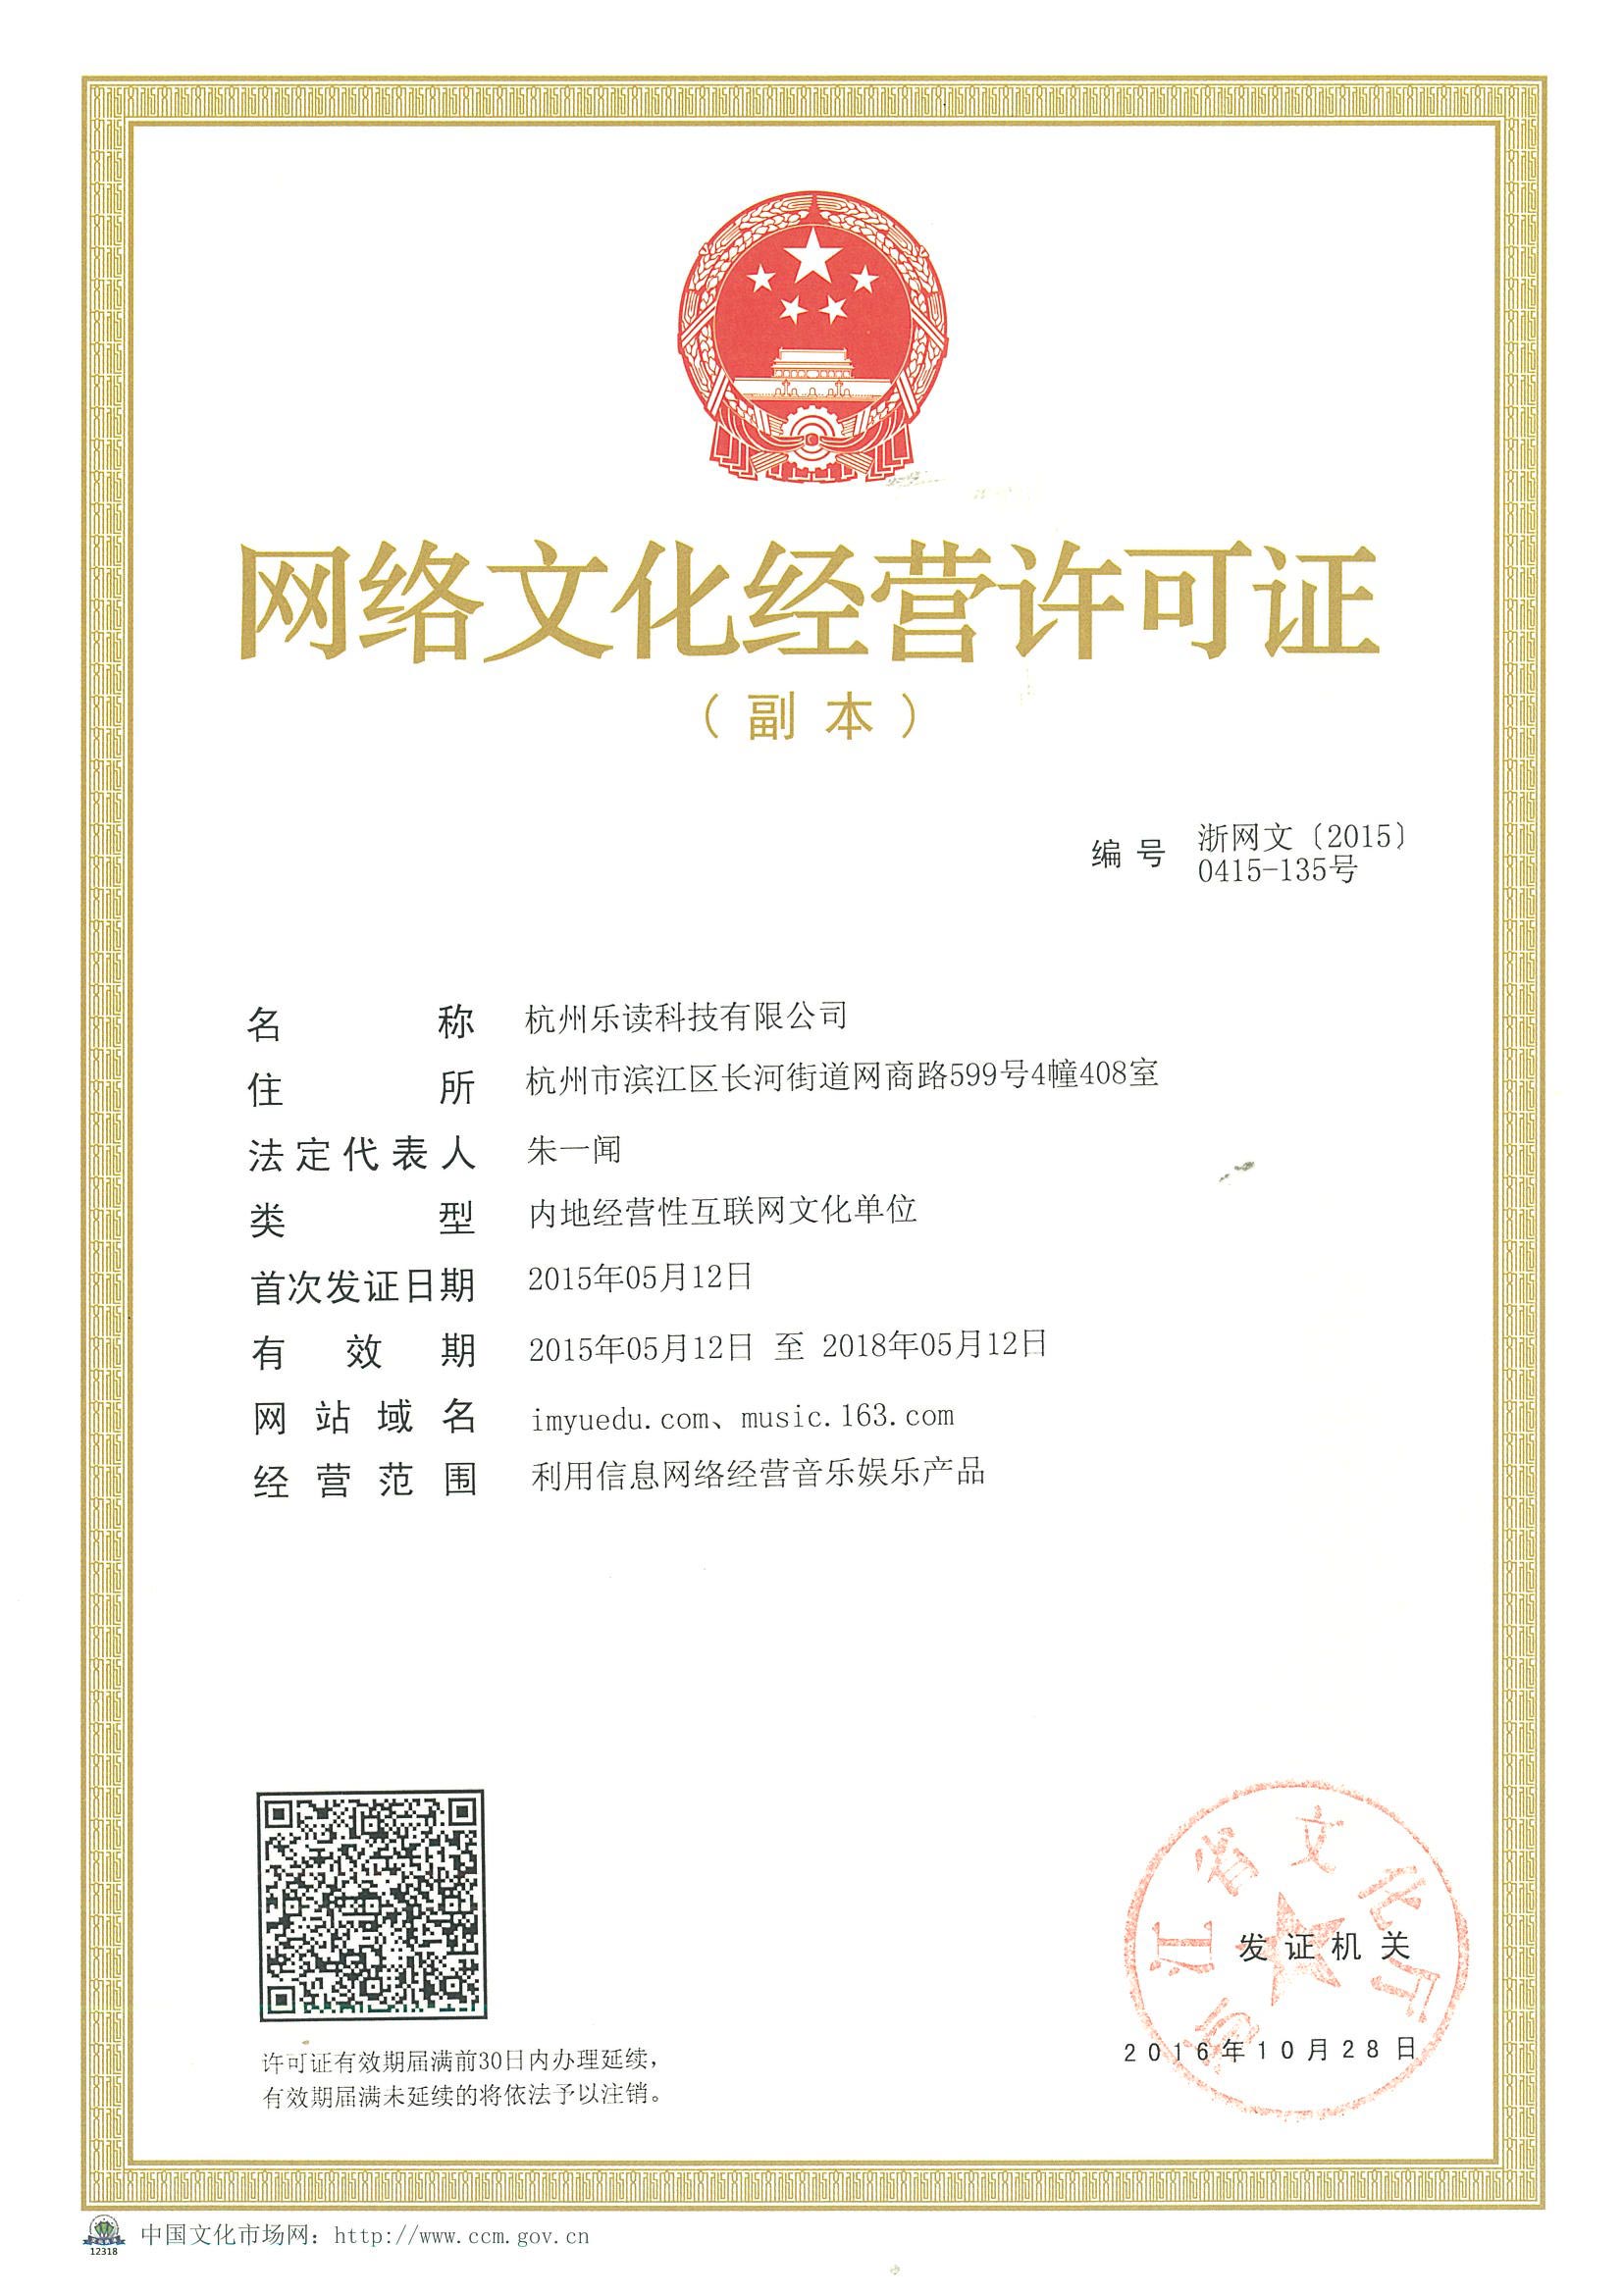 网络文化经营许可证
（副本）
编号 浙网文〔2015〕
0415-135号
名称 杭州乐读科技有限公司
住所 杭州市滨江区长河街道网商路599号4幢408室
法定代表人 朱一闻
类型 内地经营性互联网文化单位
首次发证日期 2015年05月12日
有效期 2015年05月12日 至 2018年05月12日
网站域名 imyuedu.com、music.163.com
经营范围 利用信息网络经营音乐娱乐产品
浙江省文化厅
发证机关
2016年10月28日
许可证有效期届满前30日内办理延续，
有效期届满未延续的将依法予以注销。
12318
中国文化市场网：http://www.ccm.gov.cn